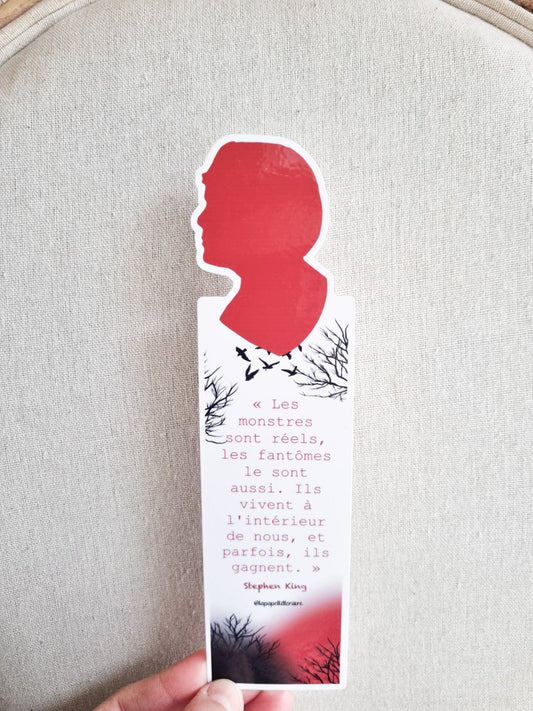 « Les
monstres
sont réels,
les fantômes
le sont
aussi. Ils
vivent à
l'intérieur
de nous, et
parfois, ils
gagnent. »
Stephen King